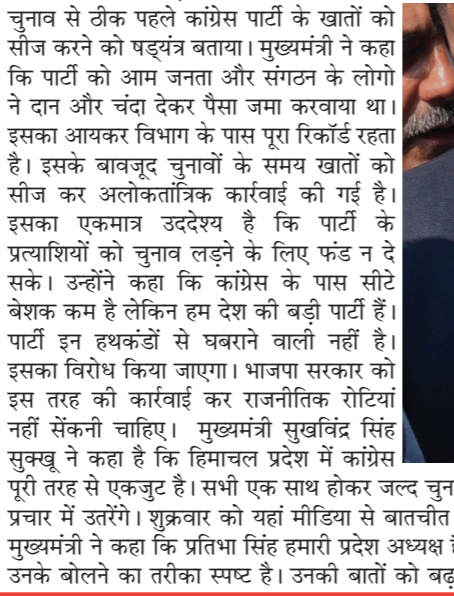 चुनाव से ठीक पहले कांग्रेस पार्टी के खातों को
सीज करने को षड्यंत्र बताया। मुख्यमंत्री ने कहा
कि पार्टी को आम जनता और संगठन के लोगो
ने दान और चंदा देकर पैसा जमा करवाया था।
इसका आयकर विभाग के पास पूरा रिकॉर्ड रहता
है। इसके बावजूद चुनावों के समय खातों को
सीज कर अलोकतांत्रिक कार्रवाई की गई है।
इसका एकमात्र उददेश्य है कि पार्टी के
प्रत्याशियों को चुनाव लड़ने के लिए फंड न दे
सके। उन्होंने कहा कि कांग्रेस के पास सीटे
बेशक कम है लेकिन हम देश की बड़ी पार्टी हैं।
पार्टी इन हथकंडों से घबराने वाली नहीं है।
इसका विरोध किया जाएगा। भाजपा सरकार को
इस तरह की कार्रवाई कर राजनीतिक रोटियां
नहीं सेंकनी चाहिए। मुख्यमंत्री सुखविंद्र सिंह
सुक्खू ने कहा है कि हिमाचल प्रदेश में कांग्रेस
पूरी तरह से एकजुट है। सभी एक साथ होकर जल्द चुन
प्रचार में उतरेंगे। शुक्रवार को यहां मीडिया से बातचीत
मुख्यमंत्री ने कहा कि प्रतिभा सिंह हमारी प्रदेश अध्यक्ष
उनके बोलने का तरीका स्पष्ट है। उनकी बातों को बढ़